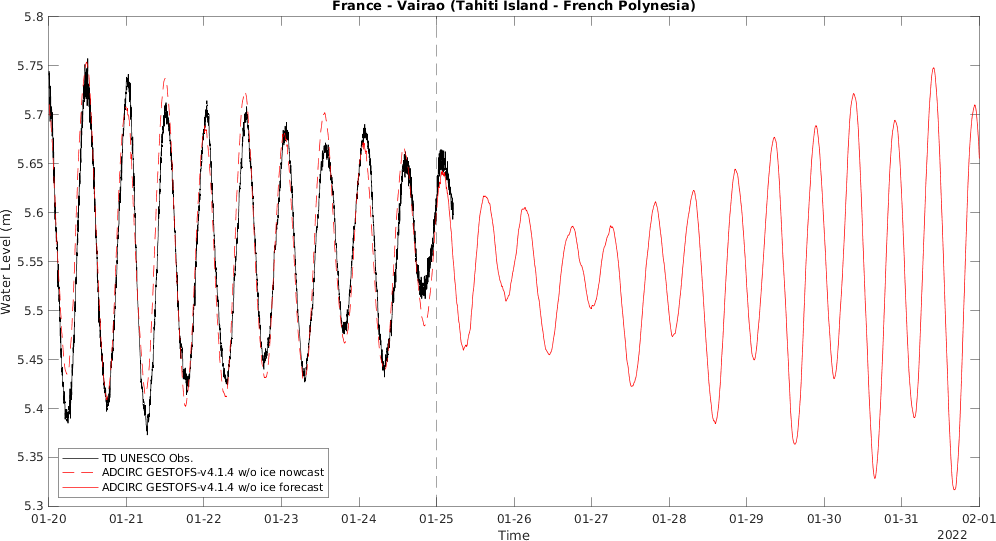 France - Vairao (Tahiti Island - French Polynesia)
Water Level (m)
5.8
5.75
5.7
5.65
5.6
5.55
5.5
5.45
5.4
5.35
5.3
TD UNESCO Obs.
ADCIRC GESTOFS-v4.1.4 w/o ice nowcast
ADCIRC GESTOFS-v4.1.4 w/o ice forecast
01-20 01-21 01-22 01-23 01-24 01-25 01-26 01-27 01-28 01-29 01-30 01-31 02-01
Time
2022